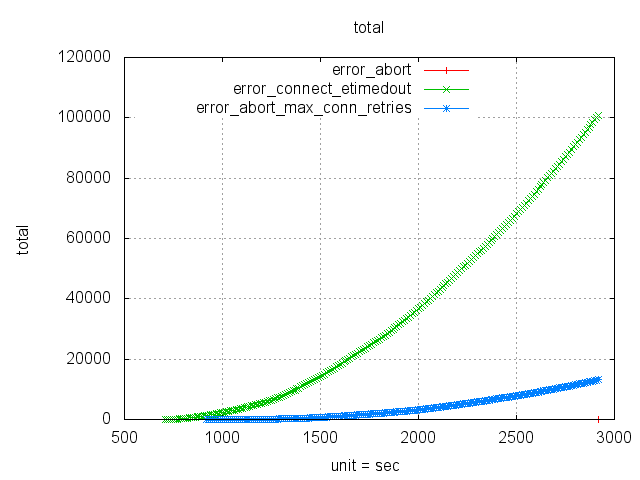 total
120000
100000
80000
60000
40000
20000
0
total
error_abort
error_connect_etimedout
error_abort_max_conn_retries
500 1000 1500 2000 2500 3000
unit = sec